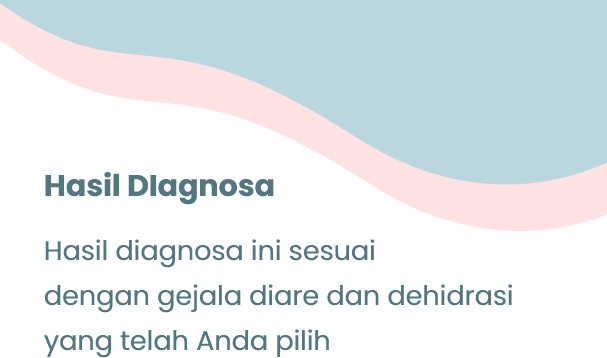 Hasil DIagnosa
Hasil diagnosa ini sesuai
dengan gejala diare dan dehidrasi
yang telah Anda pilih